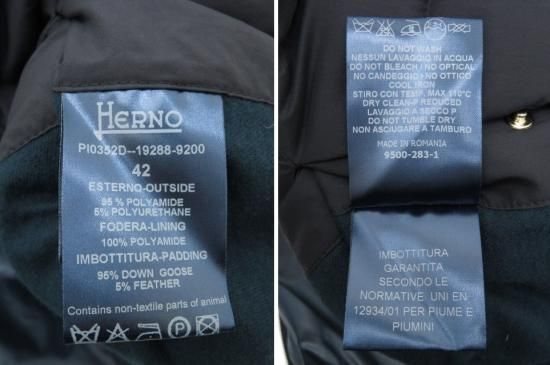 HERNO
PI0352D--19288-9200
42
ESTERNO-OUTSIDE
95 % POLYAMIDE
5% POLYURETHANE
FODERA-LINING
100% POLYAMIDE
IMBOTTITURA-PADDING
95% DOWN GOOSE
5% FEATHER
Contains non-textile parts of animal
DO NOT WASH
NESSUN LAVAGGIO IN ACQUA
DO NOT BLEACH / NO OPTICAL
NO CANDEGGIO / NO OTTICO
COOL IRON
STIRO CON TEMP. MAX 110°C
DRY CLEAN-P REDUCED
LAVAGGIO A SECCO P
DO NOT TUMBLE DRY
NON ASCIUGARE A TAMBURO
MADE IN ROMANIA
9500-283-1
IMBOTTITURA
GARANTITA
SECONDO LE
NORMATIVE. UNI EN
12934/01 PER PIUME E
PIUMINI